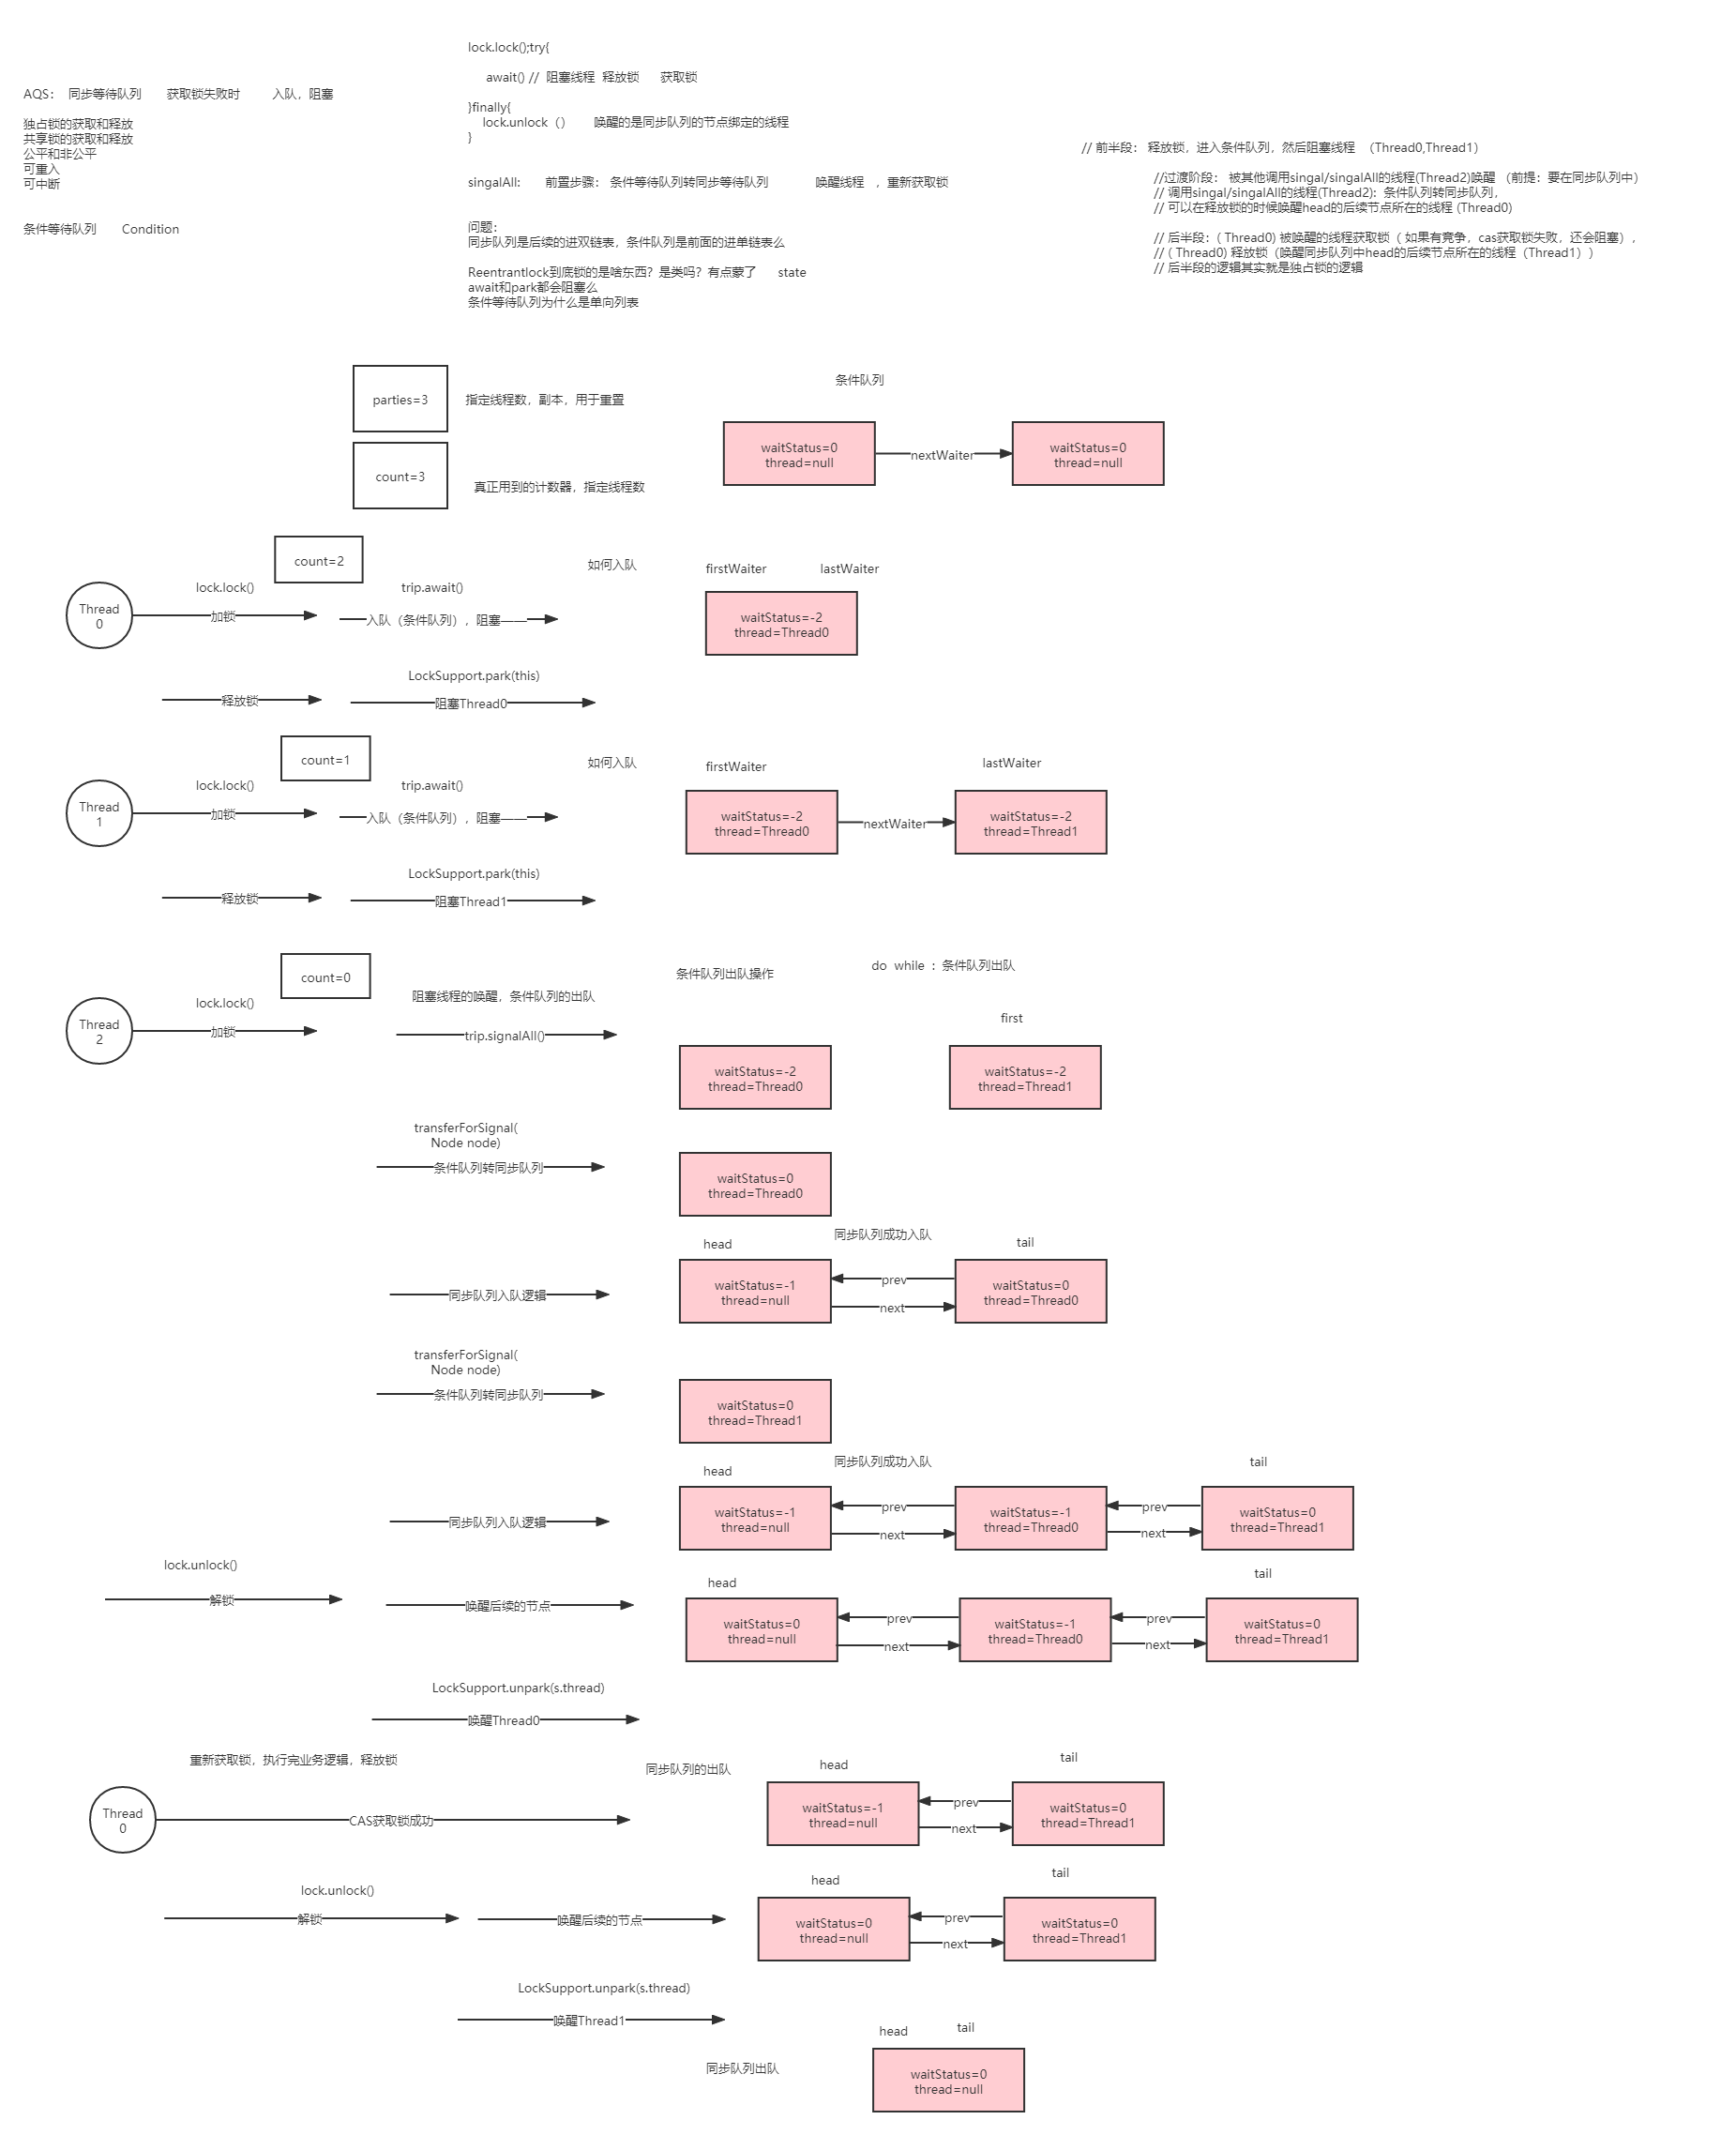 AQS： 同步等待队列 获取锁失败时 入队，阻塞
独占锁的获取和释放
共享锁的获取和释放
公平和非公平
可重入
可中断
条件等待队列 Condition
lock.lock();try{
await() // 阻塞线程 释放锁 获取锁
}finally{
lock.unlock（） 唤醒的是同步队列的节点绑定的线程
}
singalAll: 前置步骤： 条件等待队列转同步等待队列 唤醒线程 ，重新获取锁
问题：
同步队列是后续的进双链表，条件队列是前面的进单链表么
Reentrantlock到底锁的是啥东西？是类吗？有点蒙了 state
await和park都会阻塞么
条件等待队列为什么是单向列表
// 前半段： 释放锁，进入条件队列，然后阻塞线程 （Thread0,Thread1）
//过渡阶段： 被其他调用singal/singalAll的线程(Thread2)唤醒 （前提：要在同步队列中）
// 调用singal/singalAll的线程(Thread2)：条件队列转同步队列，
// 可以在释放锁的时候唤醒head的后续节点所在的线程 (Thread0)
// 后半段：( Thread0) 被唤醒的线程获取锁（ 如果有竞争，cas获取锁失败，还会阻塞），
// ( Thread0) 释放锁（唤醒同步队列中head的后续节点所在的线程（Thread1））
// 后半段的逻辑其实就是独占锁的逻辑
parties=3
指定线程数，副本，用于重置
条件队列
waitStatus=0
thread=null
nextWaiter
waitStatus=0
thread=null
count=3
真正用到的计数器，指定线程数
count=2
Thread
0
lock.lock()
加锁
trip.await()
入队（条件队列），阻塞——
如何入队
firstWaiter
lastWaiter
waitStatus=-2
thread=Thread0
释放锁
LockSupport.park(this)
阻塞Thread0
count=1
Thread
1
lock.lock()
加锁
trip.await()
入队（条件队列），阻塞——
如何入队
firstWaiter
lastWaiter
waitStatus=-2
thread=Thread0
nextWaiter
waitStatus=-2
thread=Thread1
释放锁
LockSupport.park(this)
阻塞Thread1
count=0
Thread
2
lock.lock()
加锁
阻塞线程的唤醒，条件队列的出队
trip.signalAll()
条件队列出队操作
do while ：条件队列出队
first
waitStatus=-2
thread=Thread0
waitStatus=-2
thread=Thread1
transferForSignal(
Node node)
条件队列转同步队列
waitStatus=0
thread=Thread0
同步队列成功入队
head
tail
同步队列入队逻辑
waitStatus=-1
thread=null
prev
next
waitStatus=0
thread=Thread0
transferForSignal(
Node node)
条件队列转同步队列
waitStatus=0
thread=Thread1
同步队列成功入队
head
tail
同步队列入队逻辑
waitStatus=-1
thread=null
prev
next
waitStatus=-1
thread=Thread0
prev
next
waitStatus=0
thread=Thread1
lock.unlock()
解锁
唤醒后续的节点
head
tail
waitStatus=0
thread=null
prev
next
waitStatus=-1
thread=Thread0
prev
next
waitStatus=0
thread=Thread1
LockSupport.unpark(s.thread)
唤醒Thread0
重新获取锁，执行完业务逻辑，释放锁
Thread
0
CAS获取锁成功
同步队列的出队
head
tail
waitStatus=-1
thread=null
prev
next
waitStatus=0
thread=Thread1
lock.unlock()
解锁
唤醒后续的节点
head
tail
waitStatus=0
thread=null
prev
next
waitStatus=0
thread=Thread1
LockSupport.unpark(s.thread)
唤醒Thread1
同步队列出队
head
tail
waitStatus=0
thread=null